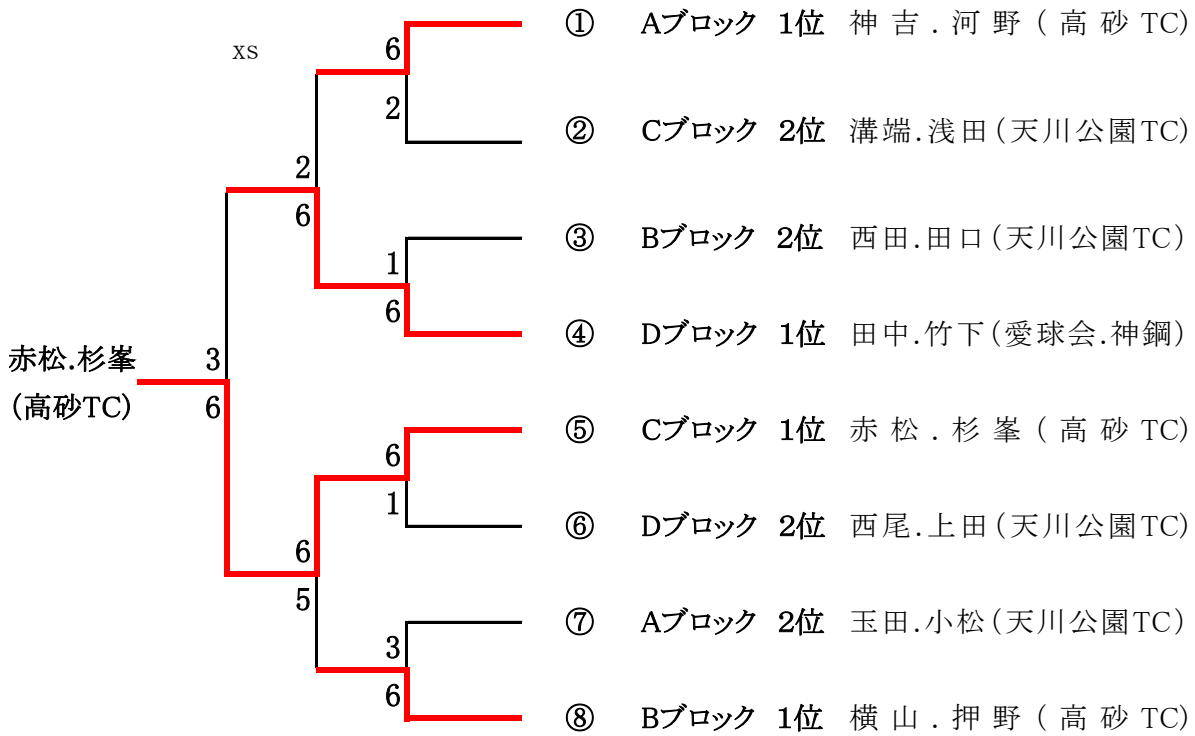 ① Aブロック 1位 神吉.河野(高砂TC)
xs
6
2
② Cブロック 2位 溝端.浅田(天川公園TC)
2
6
③ Bブロック 2位 西田.田口(天川公園TC)
1
6
④ Dブロック 1位 田中.竹下(愛球会.神鋼)
赤松.杉峯
3
(高砂TC)
6
⑤ Cブロック 1位 赤松.杉峯(高砂TC)
6
1
⑥ Dブロック 2位 西尾.上田(天川公園TC)
6
5
⑦ Aブロック 2位 玉田.小松(天川公園TC)
3
6
⑧ Bブロック 1位 横山.押野(高砂TC)